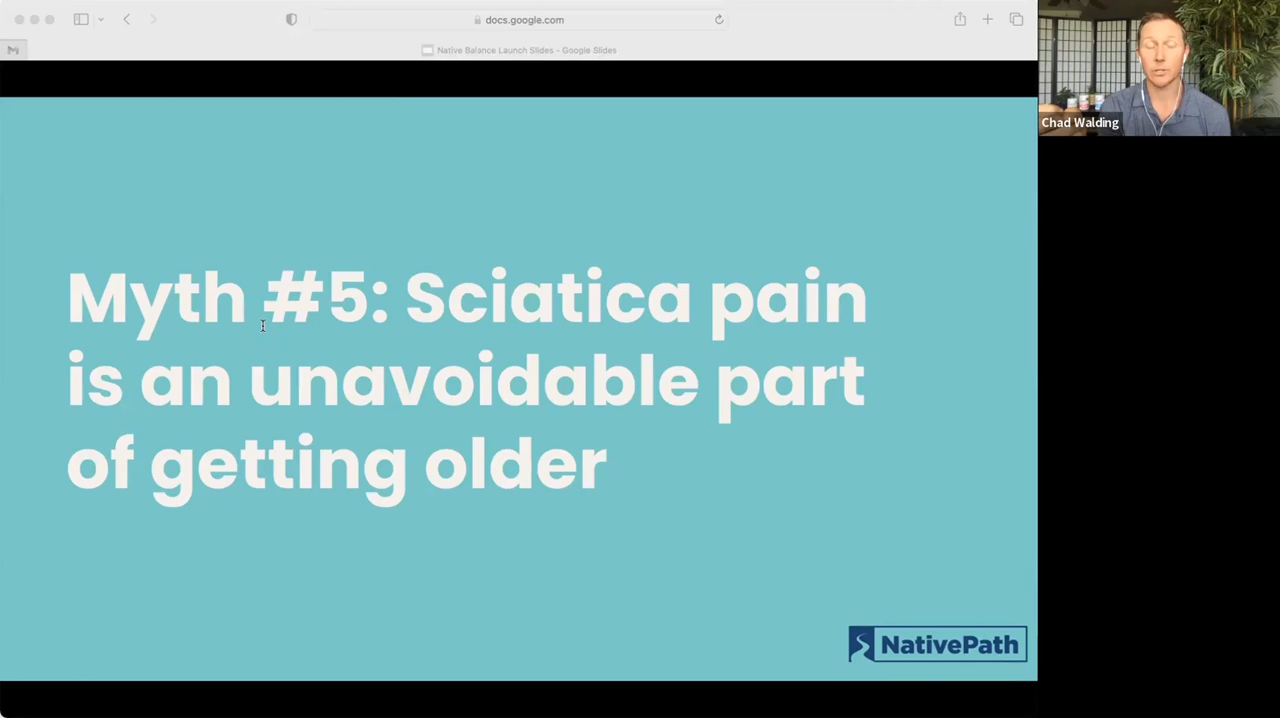 docs.google.com
Native Balance Launch Slides - Google Slides
Chad Walding
Myth #5: Sciatica pain
is an unavoidable part
of getting older
NativePath